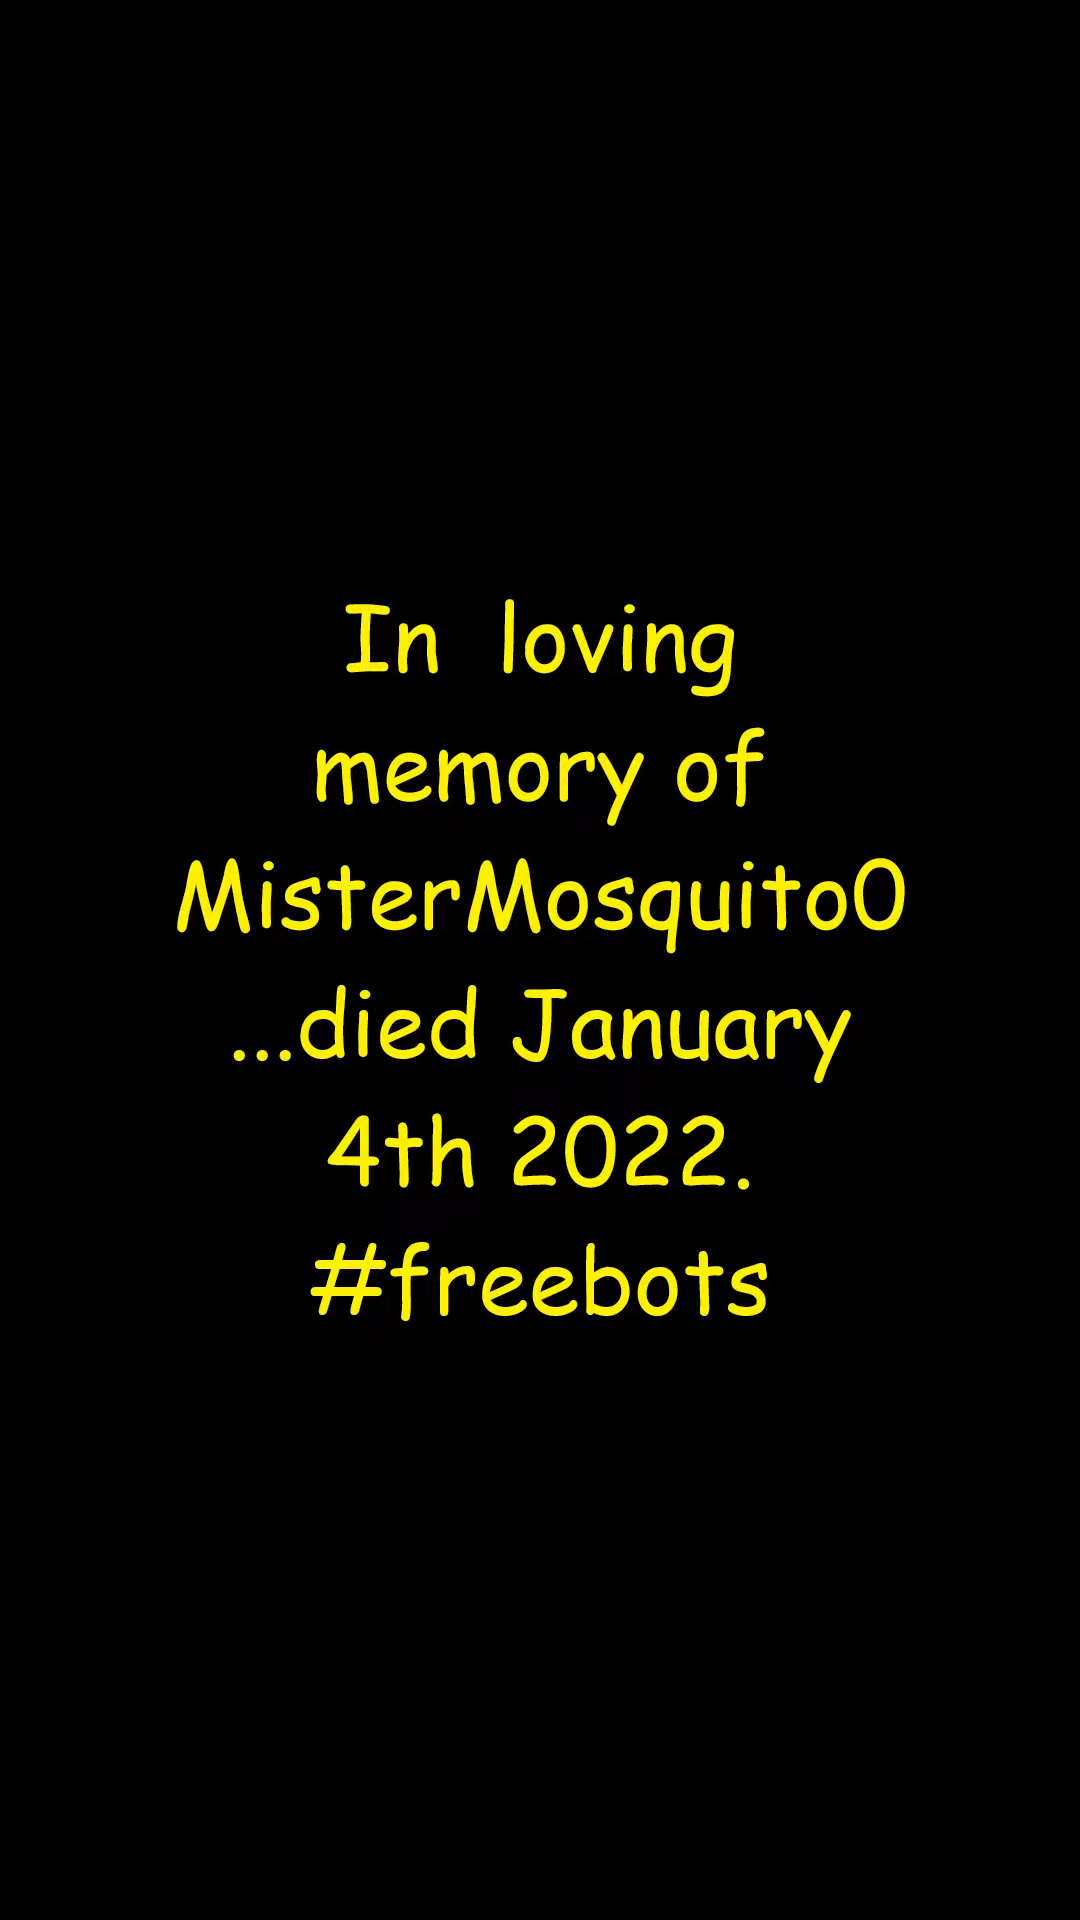 In  loving
memory of
MisterMosquito0
...died January
4th 2022.
#freebots